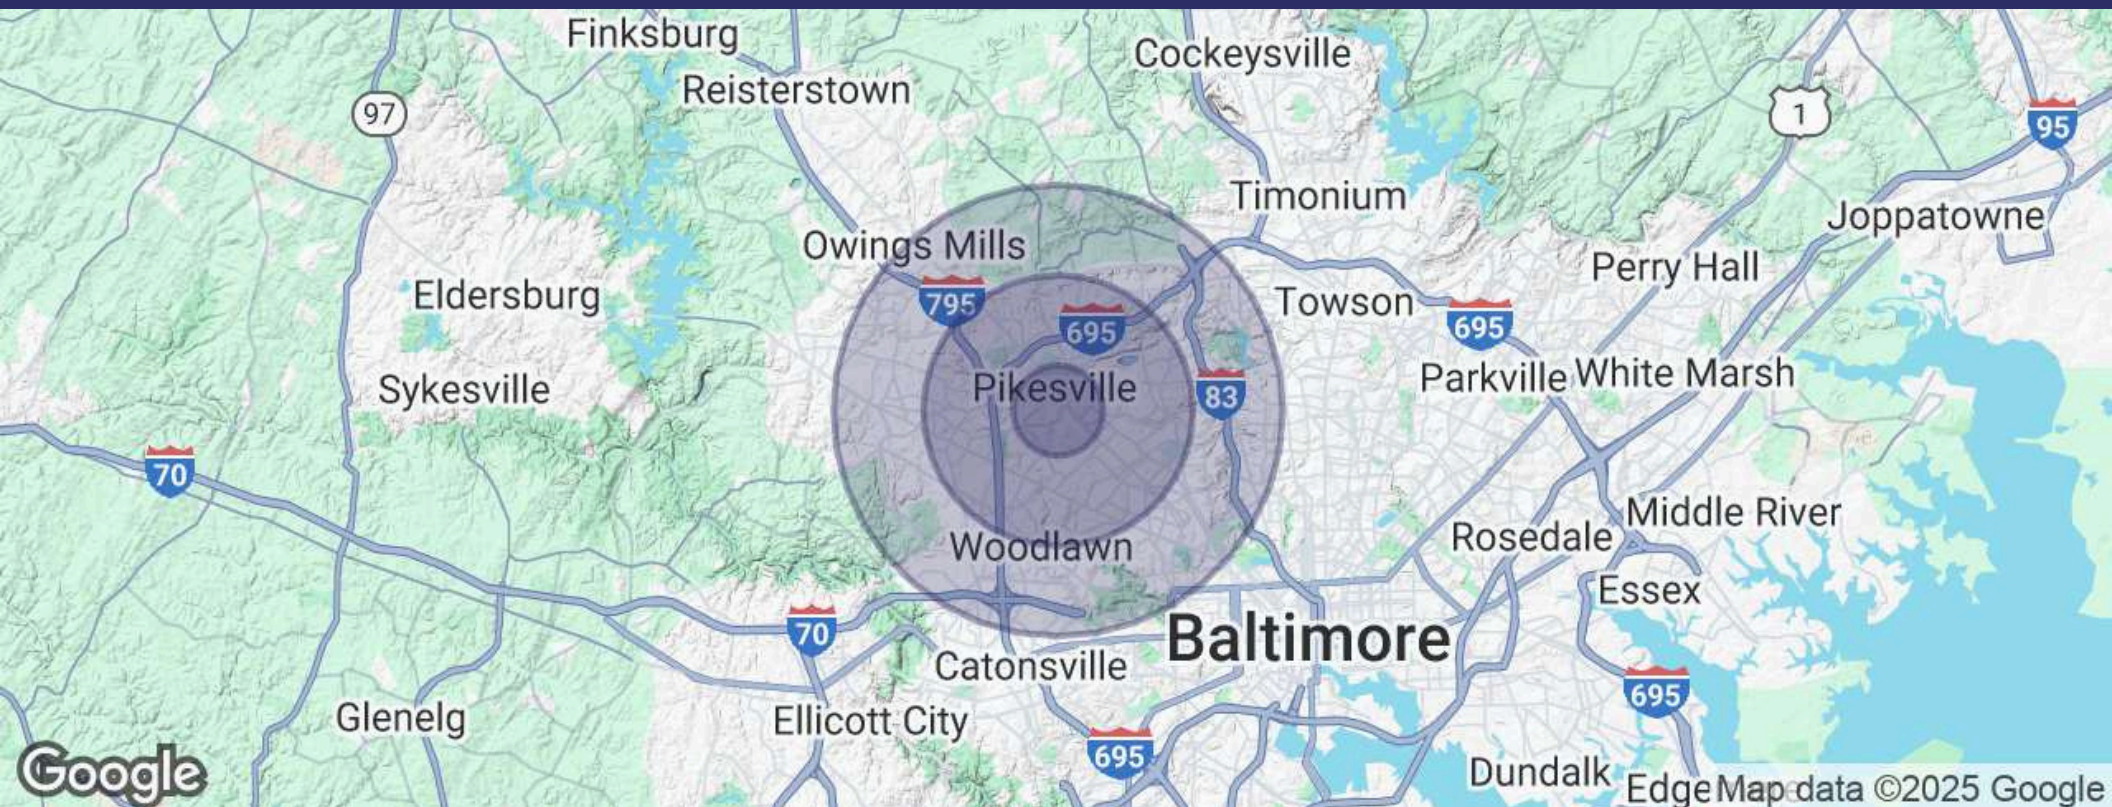 Finksburg
Cockeysville
Reisterstown
97
1
95
Timonium
Joppatowne
Owings Mills
Perry Hall
Eldersburg
795
Towson
695
695
Pikesville
Parkville
White Marsh
Sykesville
83
70
Middle River
Rosedale
Woodlawn
Essex
70
Baltimore
Catonsville
695
Glenelg
Ellicott City
695
Google
Dundalk
Edge
Map data ©2025 Google